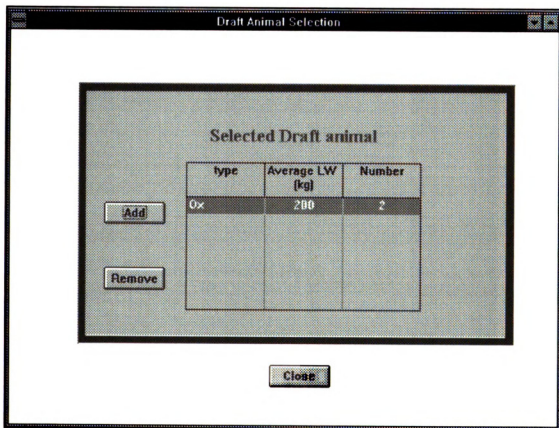 Draft Animal Selection
Selected Draft animal
type Average LW (kg) Number
Ox 200 2
Add
Remove
Close